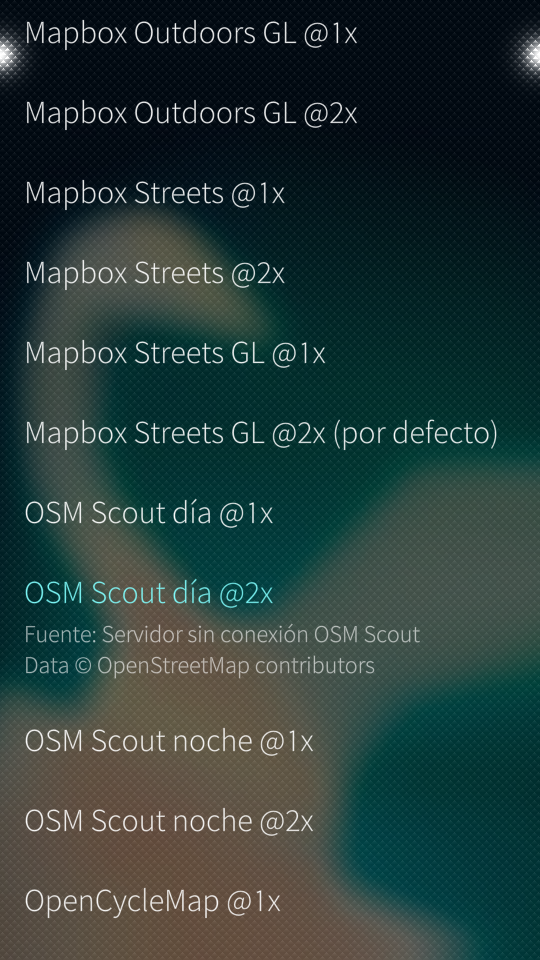 Mapbox Outdoors GL @1x
Mapbox Outdoors GL @2x
Mapbox Streets @1x
Mapbox Streets @2x
Mapbox Streets GL @1x
Mapbox Streets GL @2x (por defecto)
OSM Scout día @1x
OSM Scout día @2x
Fuente: Servidor sin conexión OSM Scout
Data © OpenStreetMap contributors
OSM Scout noche @1x
OSM Scout noche @2x
OpenCycleMap @1x